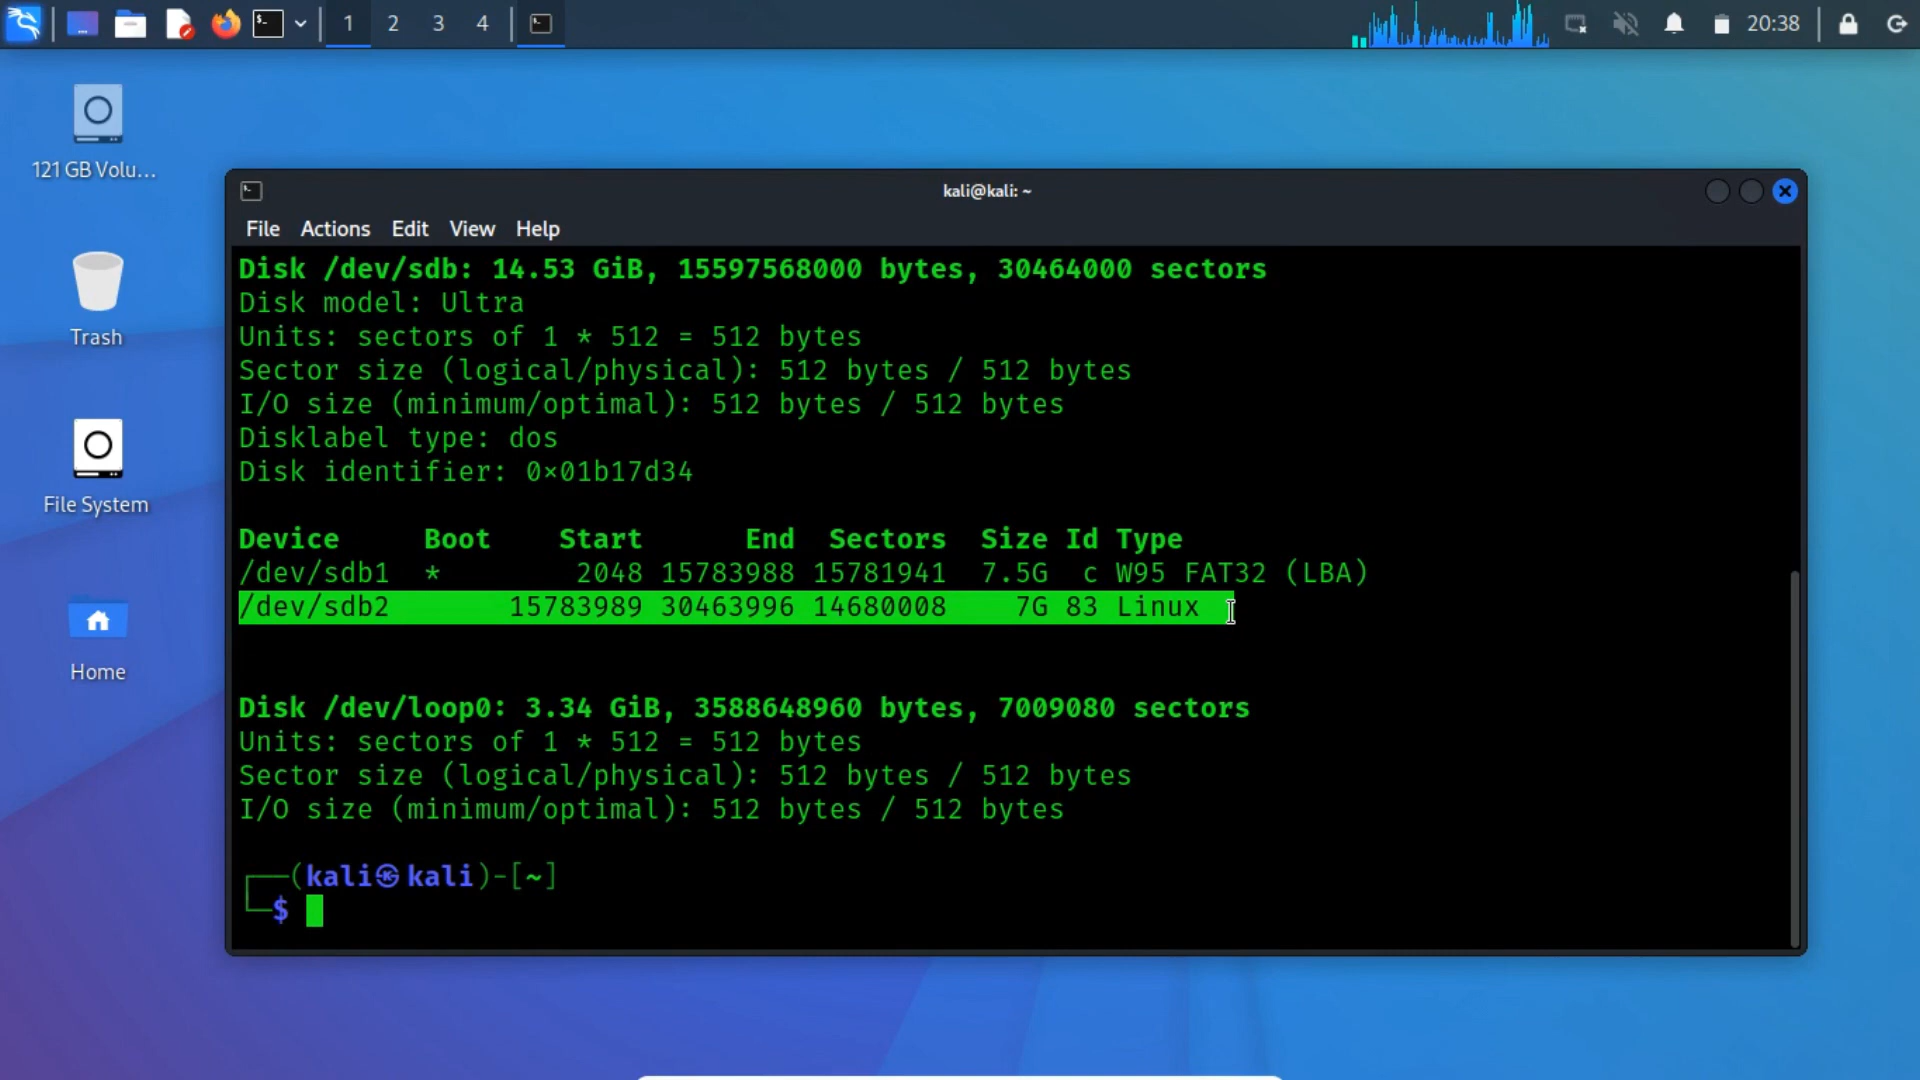 1 2 3 4 20:38
121 GB Volu...
Trash
File System
Home
kali@kali: ~
File Actions Edit View Help
Disk /dev/sdb: 14.53 GiB, 15597568000 bytes, 30464000 sectors
Disk model: Ultra
Units: sectors of 1 * 512 = 512 bytes
Sector size (logical/physical): 512 bytes / 512 bytes
I/O size (minimum/optimal): 512 bytes / 512 bytes
Disklabel type: dos
Disk identifier: 0×01b17d34
Device Boot Start End Sectors Size Id Type
/dev/sdb1 * 2048 15783988 15781941 7.5G c W95 FAT32 (LBA)
/dev/sdb2 15783989 30463996 14680008 7G 83 Linux
Disk /dev/loop0: 3.34 GiB, 3588648960 bytes, 7009080 sectors
Units: sectors of 1 * 512 = 512 bytes
Sector size (logical/physical): 512 bytes / 512 bytes
I/O size (minimum/optimal): 512 bytes / 512 bytes
┌──(kali㉿kali)-[~]
└─$